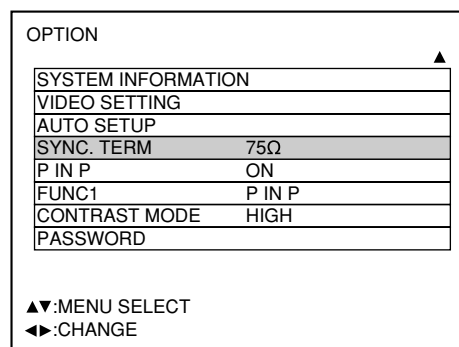 OPTION
▲
SYSTEM INFORMATION
VIDEO SETTING
AUTO SETUP
SYNC. TERM 75Ω
P IN P ON
FUNC1 P IN P
CONTRAST MODE HIGH
PASSWORD
▲▼:MENU SELECT
◄►:CHANGE